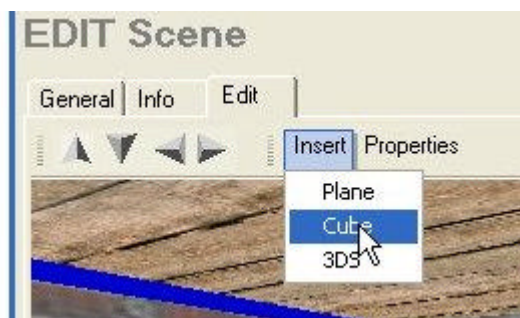 EDIT Scene
General Info Edit
Insert Properties
Plane
Cube
3DS